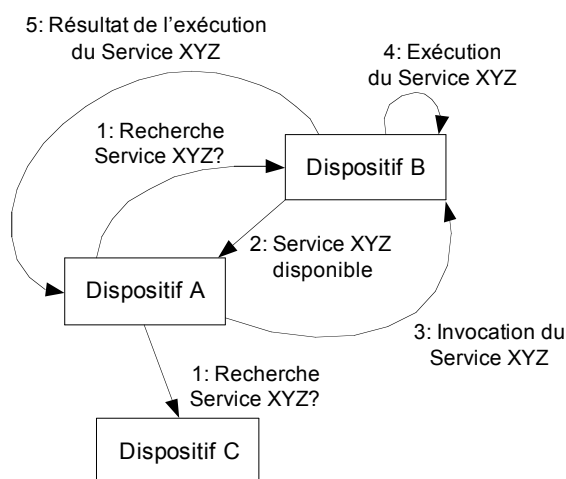 5: Résultat de l'exécution
du Service XYZ
4: Exécution
du Service XYZ
1: Recherche
Service XYZ?
Dispositif B
2: Service XYZ
disponible
Dispositif A
3: Invocation du
Service XYZ
1: Recherche
Service XYZ?
Dispositif C